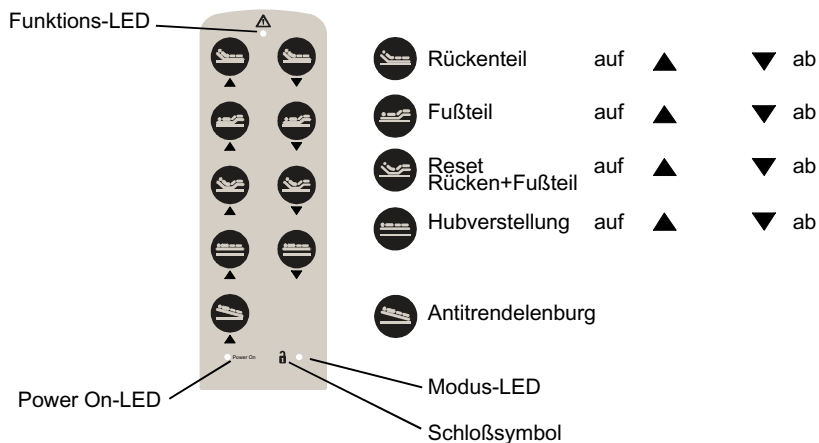 Funktions-LED
Rückenteil auf ab
Fußteil auf ab
Reset auf ab
Rücken+Fußteil
Hubverstellung auf ab
Antitrendelenburg
Power On
Modus-LED
Power On-LED
Schloßsymbol